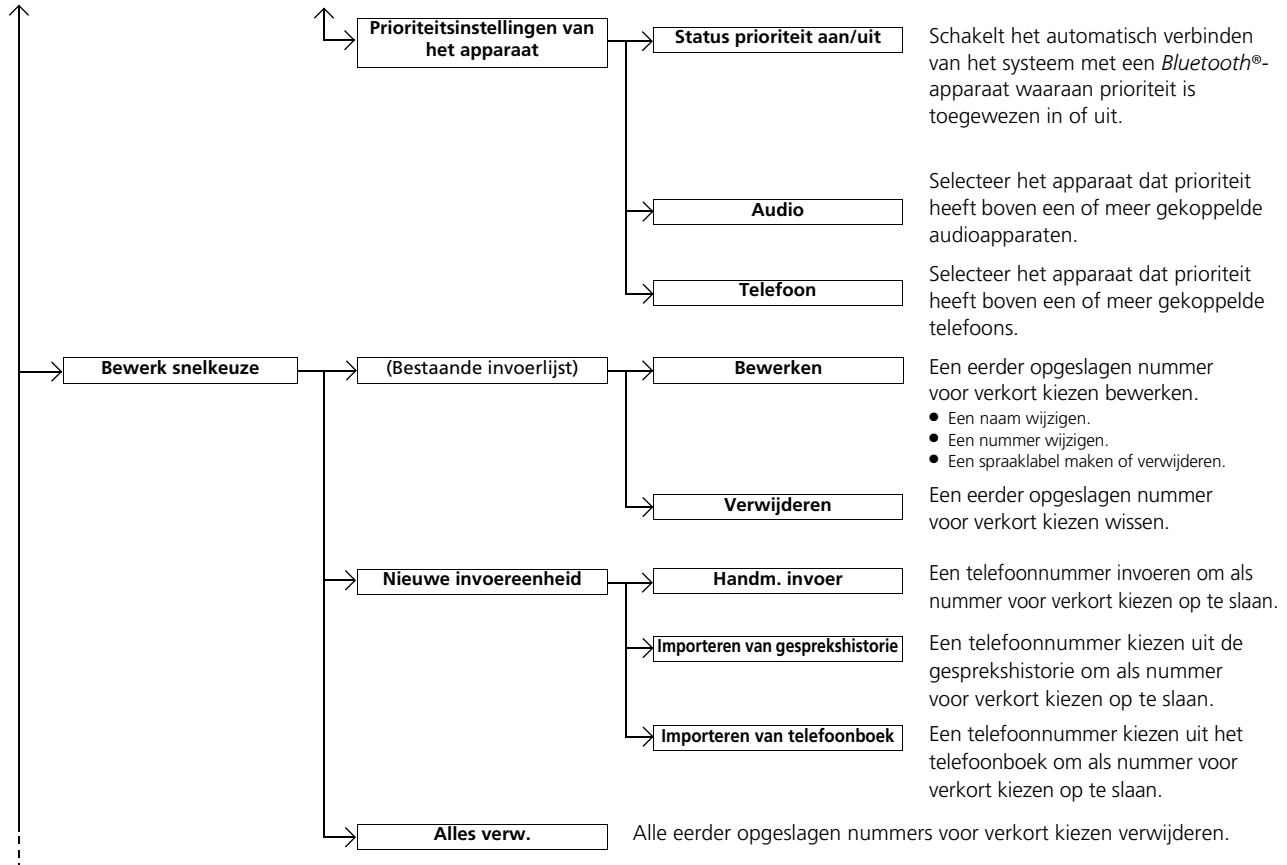 Prioriteitsinstellingen van
het apparaat
Status prioriteit aan/uit
Schakelt het automatisch verbinden
van het systeem met een Bluetooth®-
apparaat waaraan prioriteit is
toegewezen in of uit.
Audio
Selecteer het apparaat dat prioriteit
heeft boven een of meer gekoppelde
audioapparaten.
Telefoon
Selecteer het apparaat dat prioriteit
heeft boven een of meer gekoppelde
telefoons.
Bewerk snelkeuze
(Bestaande invoerlijst)
Bewerken
Een eerder opgeslagen nummer
voor verkort kiezen bewerken.
● Een naam wijzigen.
● Een nummer wijzigen.
● Een spraaklabel maken of verwijderen.
Verwijderen
Een eerder opgeslagen nummer
voor verkort kiezen wissen.
Nieuwe invoereenheid
Handm. invoer
Een telefoonnummer invoeren om als
nummer voor verkort kiezen op te slaan.
Importeren van gesprekshistorie
Een telefoonnummer kiezen uit de
gesprekshistorie om als nummer
voor verkort kiezen op te slaan.
Importeren van telefoonboek
Een telefoonnummer kiezen uit het
telefoonboek om als nummer voor
verkort kiezen op te slaan.
Alles verw.
Alle eerder opgeslagen nummers voor verkort kiezen verwijderen.